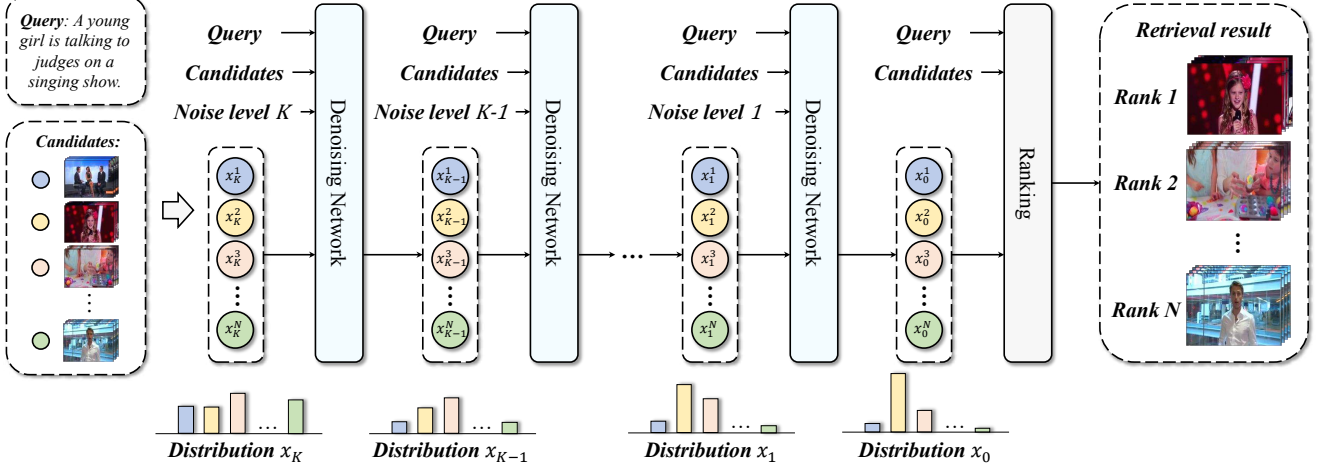 Query: A young
girl is talking to
judges on a
singing show.
Candidates:
Query
Candidates
Noise level K
x_K^1
x_K^2
x_K^3
x_K^N
Denoising Network
Distribution x_K
Query
Candidates
Noise level K-1
x_{K-1}^1
x_{K-1}^2
x_{K-1}^3
x_{K-1}^N
Denoising Network
Distribution x_{K-1}
...
Query
Candidates
Noise level 1
x_1^1
x_1^2
x_1^3
x_1^N
Denoising Network
Distribution x_1
Query
Candidates
x_0^1
x_0^2
x_0^3
x_0^N
Ranking
Distribution x_0
Retrieval result
Rank 1
Rank 2
Rank N